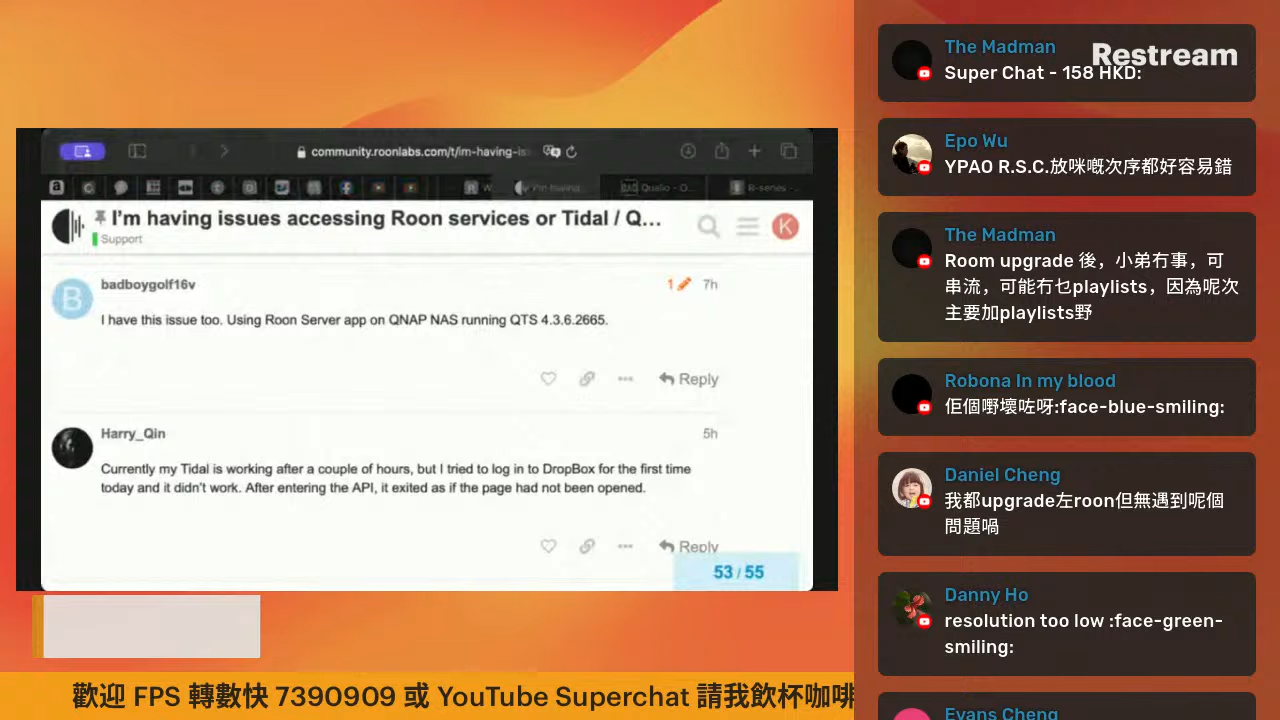 community.roonlabs.com/t/im-having-is
I'm having
Qualio - O...
B-series -...
I'm having issues accessing Roon services or Tidal / Q...
Support
K
B
badboygolf16v
1
7h
I have this issue too. Using Roon Server app on QNAP NAS running QTS 4.3.6.2665.
Reply
Harry_Qin
5h
Currently my Tidal is working after a couple of hours, but I tried to log in to DropBox for the first time
today and it didn't work. After entering the API, it exited as if the page had not been opened.
Reply
53 / 55
歡迎 FPS 轉數快 7390909 或 YouTube Superchat 請我飲杯咖啡
Restream
The Madman
Super Chat - 158 HKD:
Epo Wu
YPAO R.S.C.放咪嘅次序都好容易錯
The Madman
Room upgrade 後，小弟冇事，可
串流，可能冇乜playlists，因為呢次
主要加playlists野
Robona In my blood
佢個嘢壞咗呀:face-blue-smiling:
Daniel Cheng
我都upgrade左roon但無遇到呢個
問題喎
Danny Ho
resolution too low :face-green-
smiling:
Evans Cheng